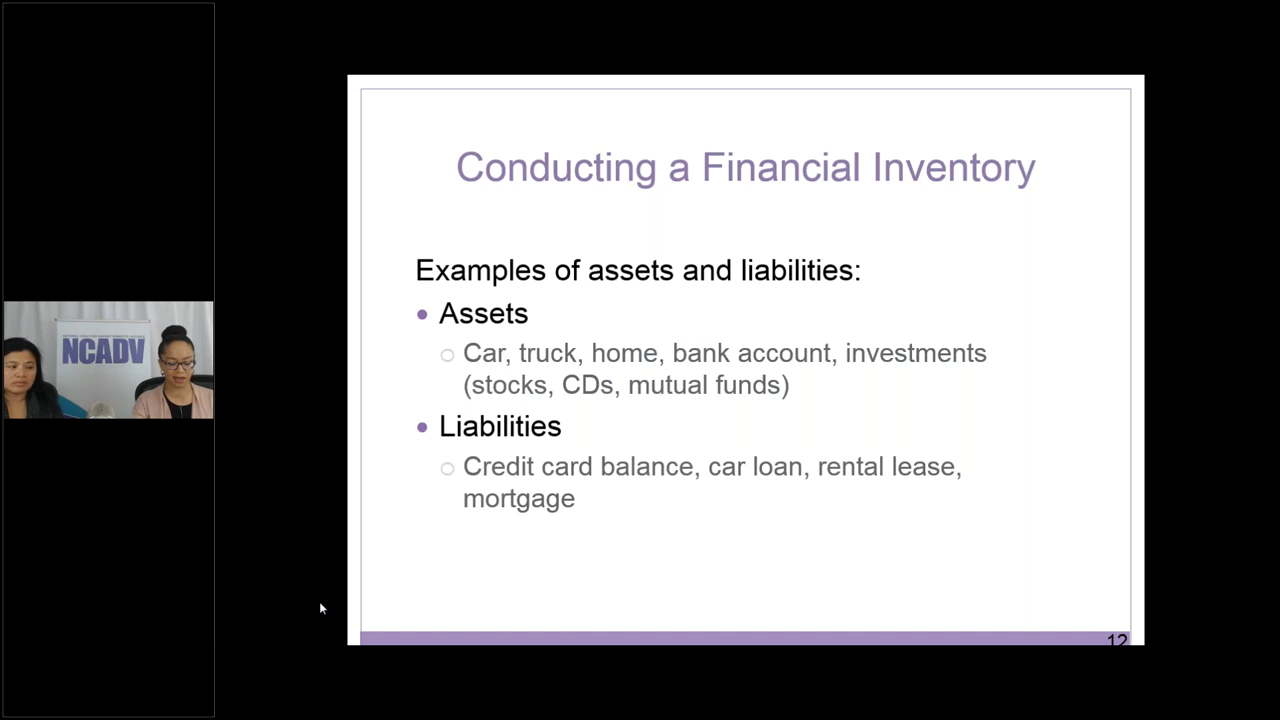 Conducting a Financial Inventory
Examples of assets and liabilities:
Assets
Car, truck, home, bank account, investments
(stocks, CDs, mutual funds)
Liabilities
Credit card balance, car loan, rental lease,
mortgage
12
NCADV